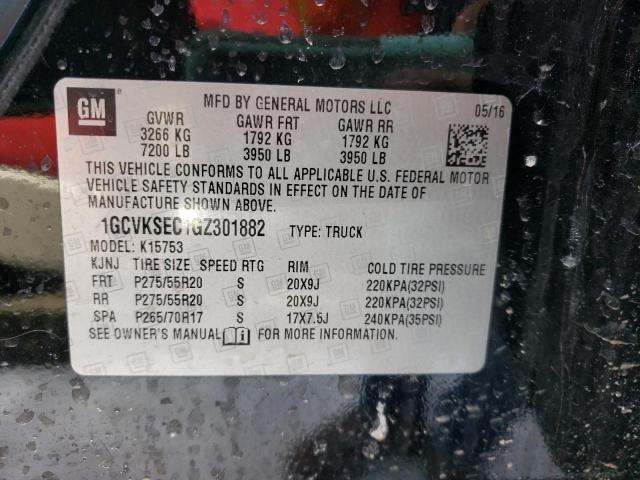 GM
MFD BY GENERAL MOTORS LLC
05/16
GVWR GAWR FRT GAWR RR
3266 KG 1792 KG 1792 KG
7200 LB 3950 LB 3950 LB
THIS VEHICLE CONFORMS TO ALL APPLICABLE U.S. FEDERAL MOTOR
VEHICLE SAFETY STANDARDS IN EFFECT ON THE DATE OF
MANUFACTURE SHOWN ABOVE.
1GCVKSEC1GZ301882 TYPE: TRUCK
MODEL: K15753
KJNJ TIRE SIZE SPEED RTG RIM COLD TIRE PRESSURE
FRT P275/55R20 S 20X9J 220KPA(32PSI)
RR P275/55R20 S 20X9J 220KPA(32PSI)
SPA P265/70R17 S 17X7.5J 240KPA(35PSI)
SEE OWNER'S MANUAL FOR MORE INFORMATION.